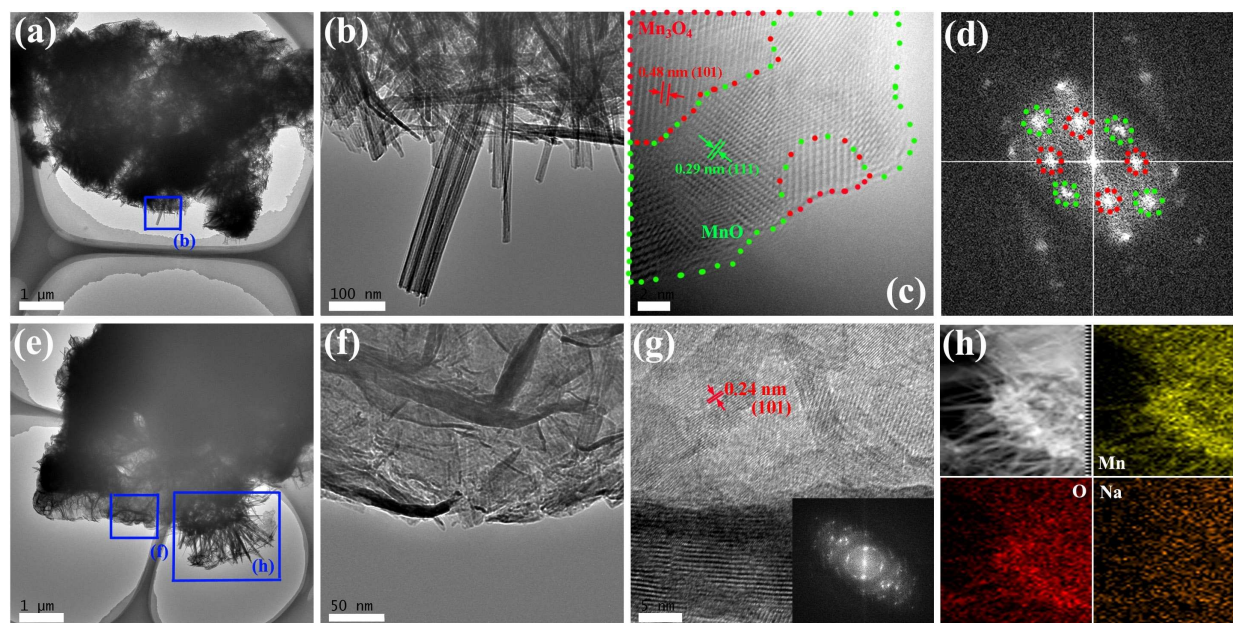 (a)
(b)
1 μm
(b)
100 nm
Mn3O4
0.48 nm (101)
0.29 nm (111)
MnO
(c)
(d)
(e)
(f)
(h)
1 μm
(f)
50 nm
(g)
0.24 nm
(101)
5 nm
(h)
Mn
O
Na